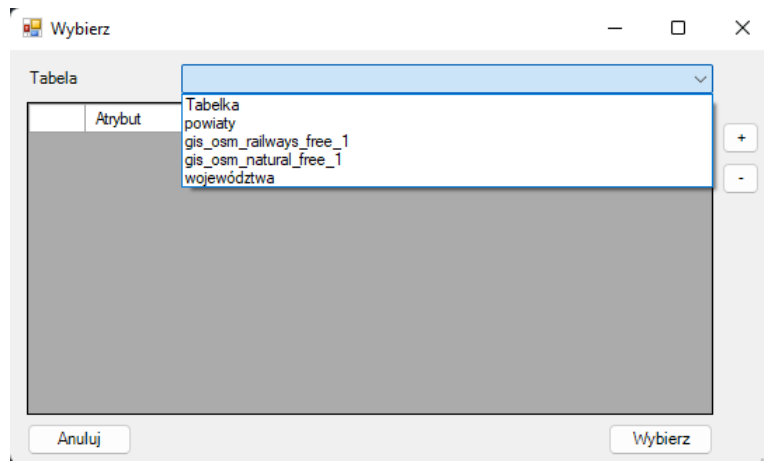 Wybierz
Tabela
Atrybut
Tabelka
powiaty
gis_osm_railways_free_1
gis_osm_natural_free_1
województwa
+
-
Anuluj
Wybierz